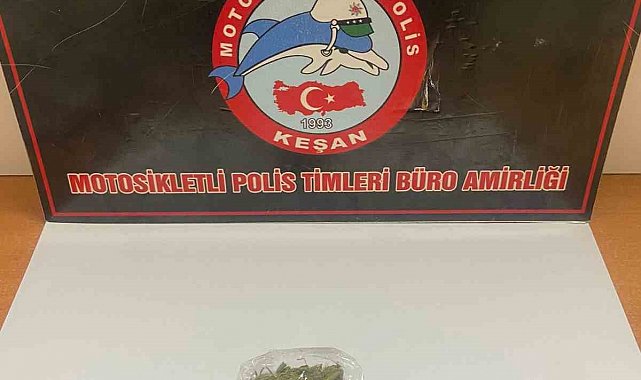 MOTO POLİS
1993
KEŞAN
MOTOSİKLETLİ POLİS TİMLERİ BÜRO AMİRLİĞİ